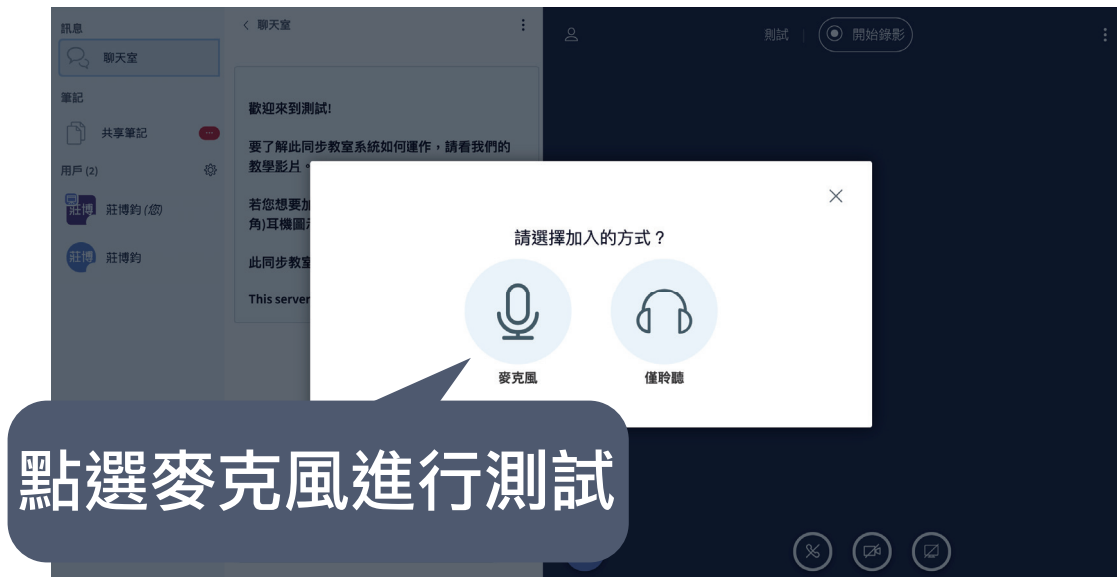 訊息
聊天室
筆記
共享筆記
用戶 (2)
莊博 莊博鈞 (您)
莊博 莊博鈞
聊天室
歡迎來到測試!
要了解此同步教室系統如何運作，請看我們的
教學影片。
若您想要加
角)耳機圖
此同步教室
This server
測試
開始錄影
請選擇加入的方式？
麥克風
僅聆聽
點選麥克風進行測試